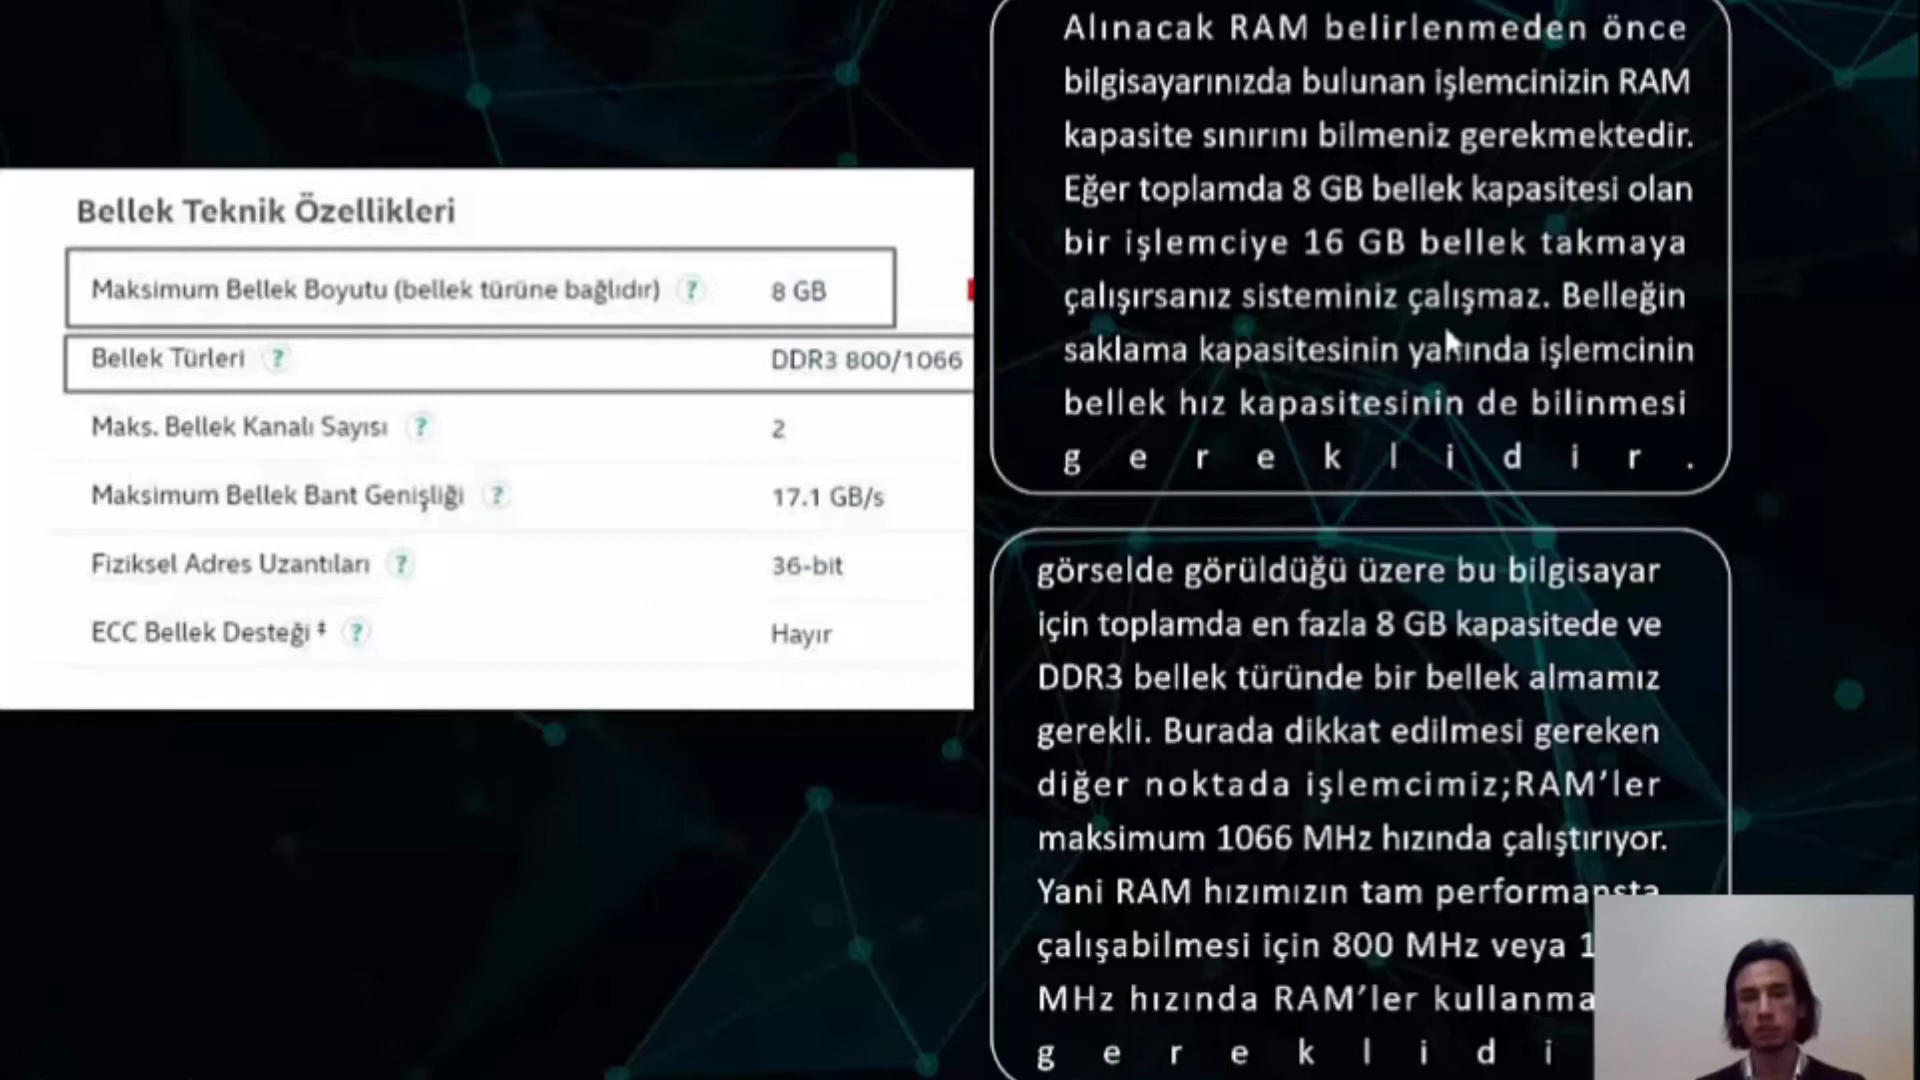 Bellek Teknik Özellikleri
Maksimum Bellek Boyutu (bellek türüne bağlıdır) ? 8 GB
Bellek Türleri ? DDR3 800/1066
Maks. Bellek Kanalı Sayısı ? 2
Maksimum Bellek Bant Genişliği ? 17.1 GB/s
Fiziksel Adres Uzantıları ? 36-bit
ECC Bellek Desteği ‡ ? Hayır
Alınacak RAM belirlenmeden önce
bilgisayarınızda bulunan işlemcinizin RAM
kapasite sınırını bilmeniz gerekmektedir.
Eğer toplamda 8 GB bellek kapasitesi olan
bir işlemciye 16 GB bellek takmaya
çalışırsanız sisteminiz çalışmaz. Belleğin
saklama kapasitesinin yanında işlemcinin
bellek hız kapasitesinin de bilinmesi
gereklidir.
görselde görüldüğü üzere bu bilgisayar
için toplamda en fazla 8 GB kapasitede ve
DDR3 bellek türünde bir bellek almamız
gerekli. Burada dikkat edilmesi gereken
diğer noktada işlemcimiz;RAM’ler
maksimum 1066 MHz hızında çalıştırıyor.
Yani RAM hızımızın tam performansta
çalışabilmesi için 800 MHz veya 1
MHz hızında RAM’ler kullanma
gereklidi